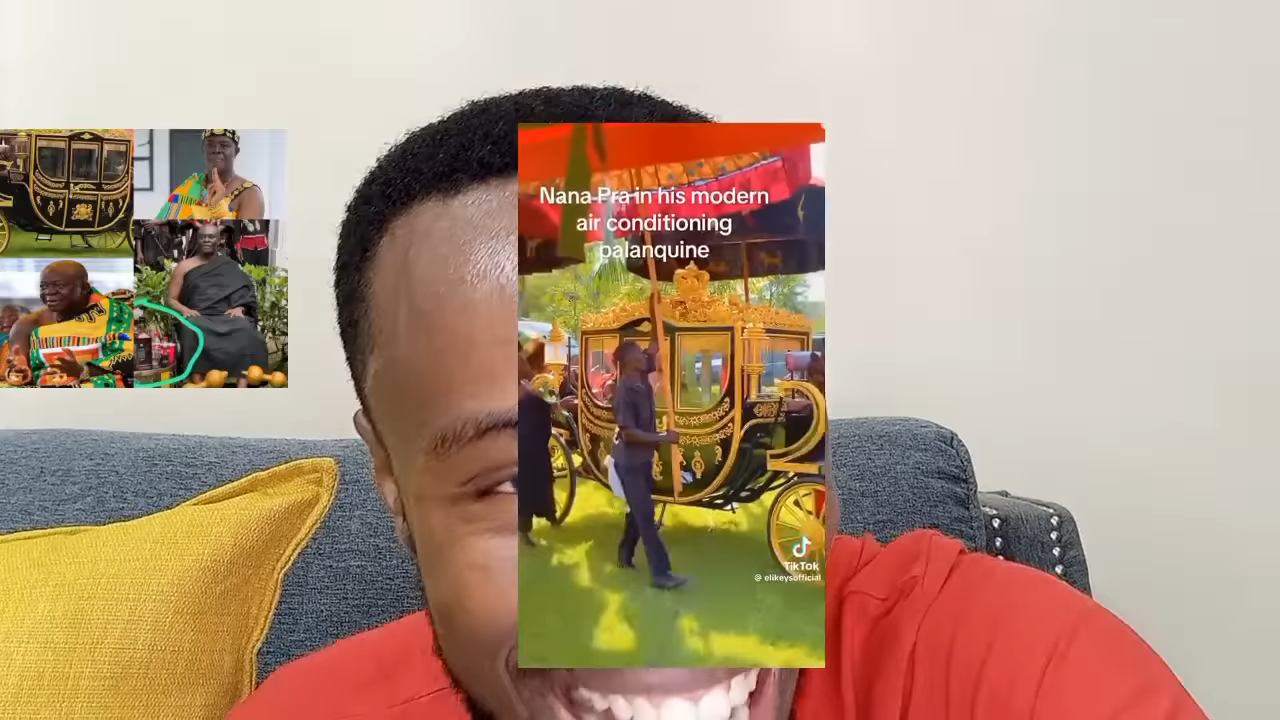 Nana Pra in his modern
air conditioning
palanquine
TikTok
@ elikeysofficial